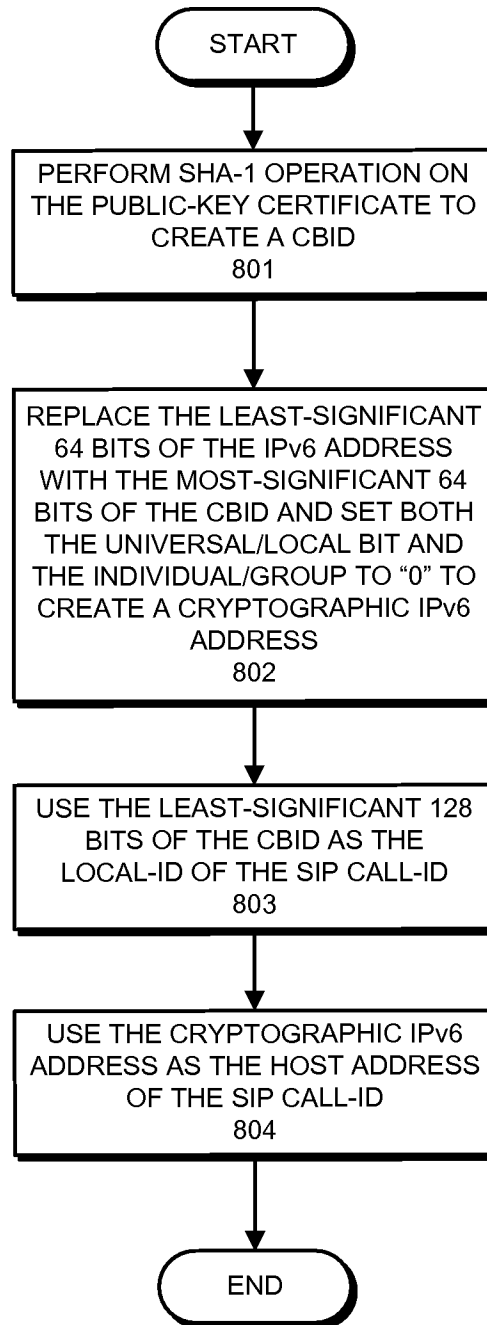 START
PERFORM SHA-1 OPERATION ON
THE PUBLIC-KEY CERTIFICATE TO
CREATE A CBID
801
REPLACE THE LEAST-SIGNIFICANT
64 BITS OF THE IPv6 ADDRESS
WITH THE MOST-SIGNIFICANT 64
BITS OF THE CBID AND SET BOTH
THE UNIVERSAL/LOCAL BIT AND
THE INDIVIDUAL/GROUP TO “0” TO
CREATE A CRYPTOGRAPHIC IPv6
ADDRESS
802
USE THE LEAST-SIGNIFICANT 128
BITS OF THE CBID AS THE
LOCAL-ID OF THE SIP CALL-ID
803
USE THE CRYPTOGRAPHIC IPv6
ADDRESS AS THE HOST ADDRESS
OF THE SIP CALL-ID
804
END